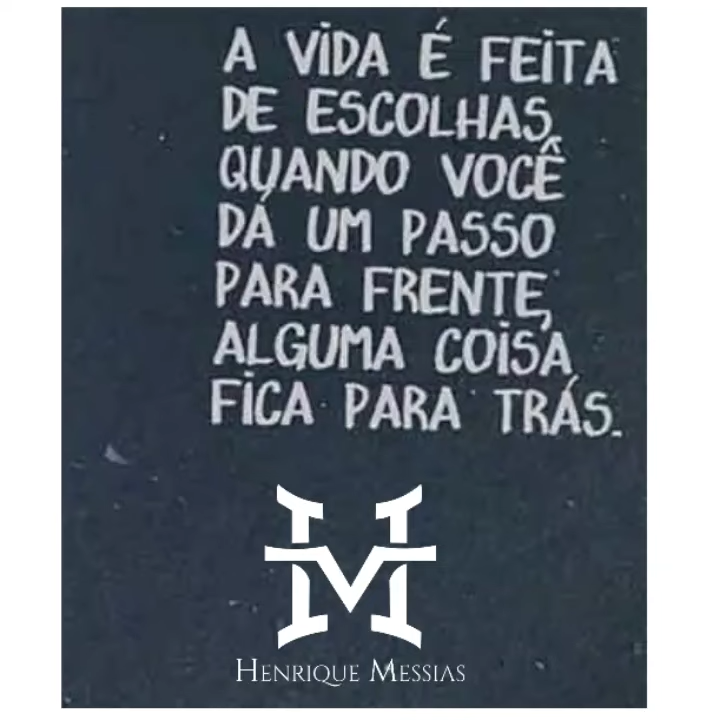 A VIDA É FEITA
DE ESCOLHAS,
QUANDO VOCÊ
DÁ UM PASSO
PARA FRENTE,
ALGUMA COISA
FICA PARA TRÁS.
HENRIQUE MESSIAS